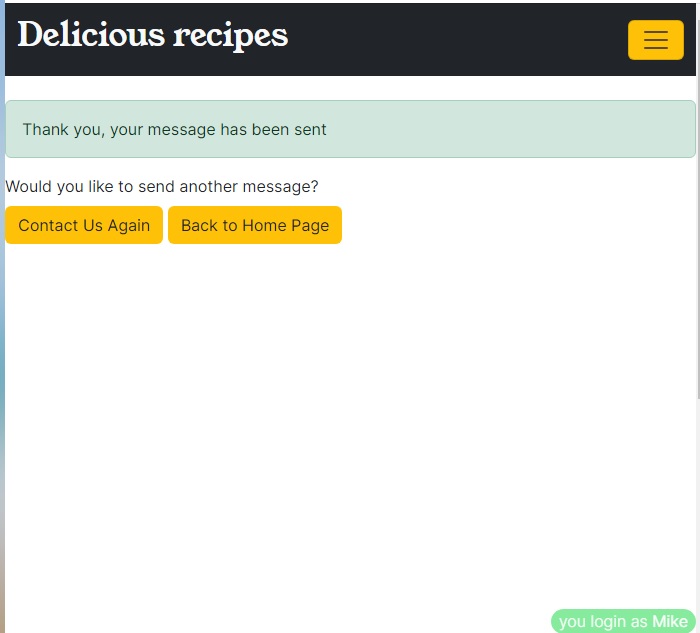 Delicious recipes
Thank you, your message has been sent
Would you like to send another message?
Contact Us Again Back to Home Page
you login as Mike